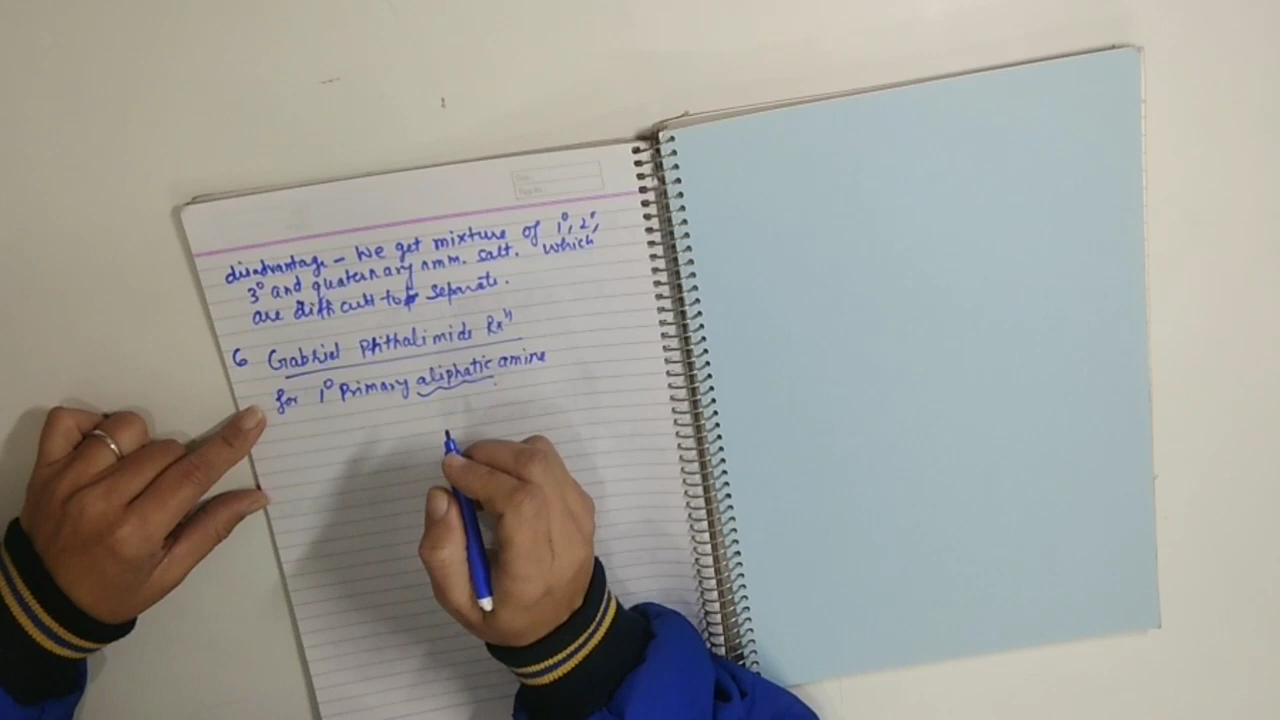 disadvantage - We get mixture of 1°, 2°,
3° and quaternary amm. salt. which
are difficult to separate.
6 Gabriel Phthalimide Rxⁿ
for 1° Primary aliphatic amine